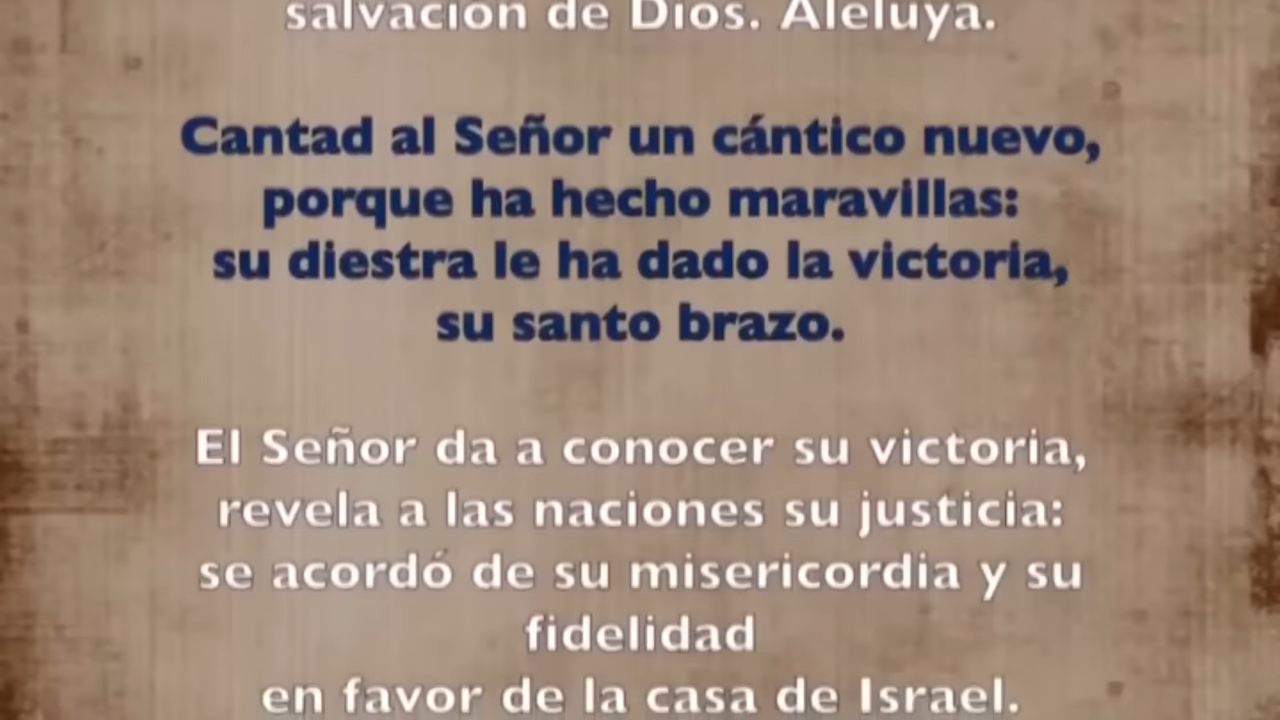 salvación de Dios. Aleluya.
Cantad al Señor un cántico nuevo,
porque ha hecho maravillas:
su diestra le ha dado la victoria,
su santo brazo.
El Señor da a conocer su victoria,
revela a las naciones su justicia:
se acordó de su misericordia y su
fidelidad
en favor de la casa de Israel.